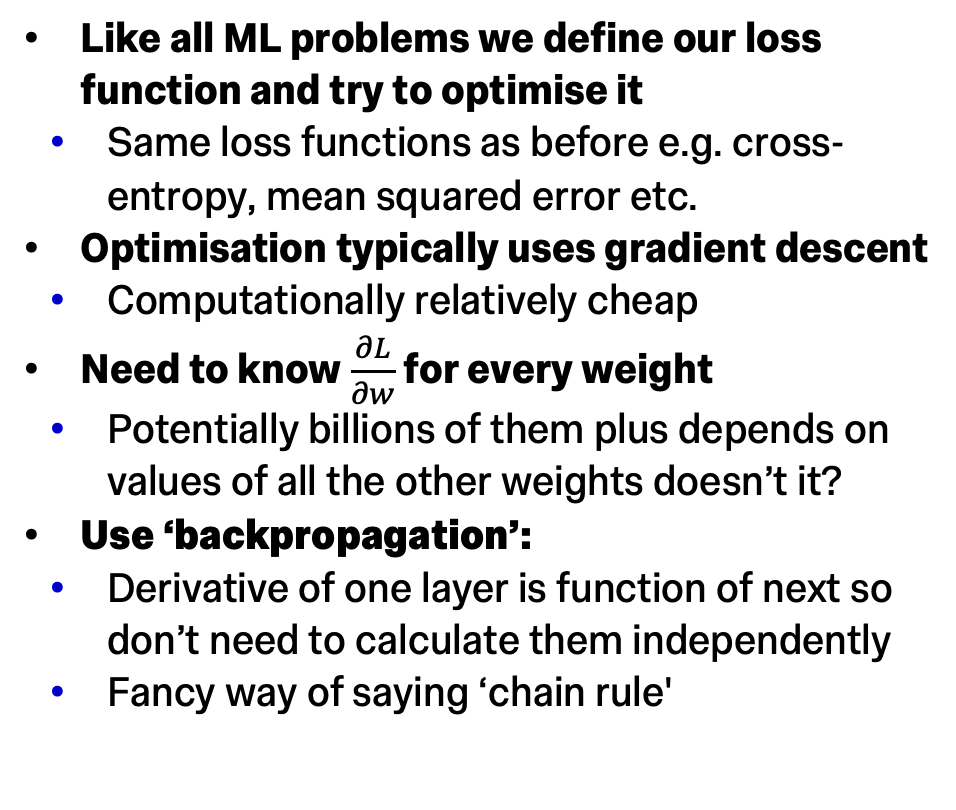 • Like all ML problems we define our loss
function and try to optimise it
• Same loss functions as before e.g. cross-
entropy, mean squared error etc.
• Optimisation typically uses gradient descent
• Computationally relatively cheap
• Need to know ∂L/∂w for every weight
• Potentially billions of them plus depends on
values of all the other weights doesn’t it?
• Use ‘backpropagation’:
• Derivative of one layer is function of next so
don’t need to calculate them independently
• Fancy way of saying ‘chain rule'